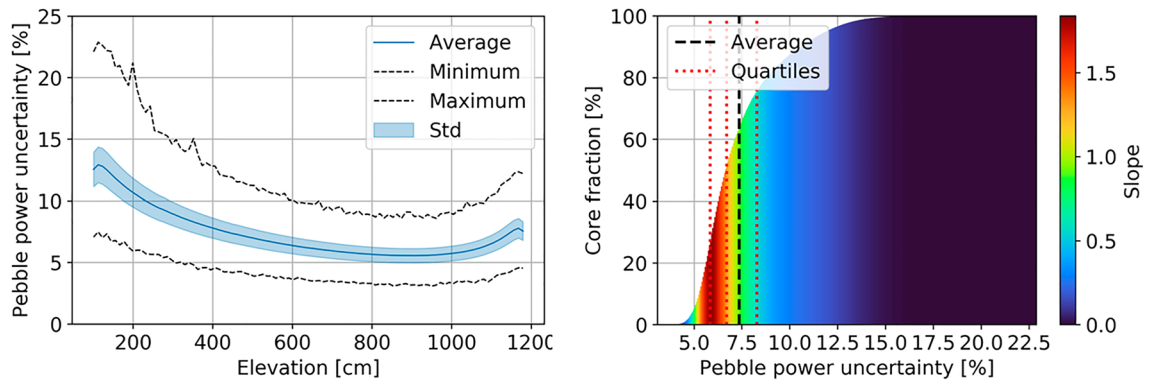 Pebble power uncertainty [%]
25
20
15
10
5
0
200
400
600
800
1000
1200
Elevation [cm]
Average
Minimum
Maximum
Std
Core fraction [%]
100
80
60
40
20
0
5.0
7.5
10.0
12.5
15.0
17.5
20.0
22.5
Pebble power uncertainty [%]
Average
Quartiles
1.5
1.0
0.5
0.0
Slope